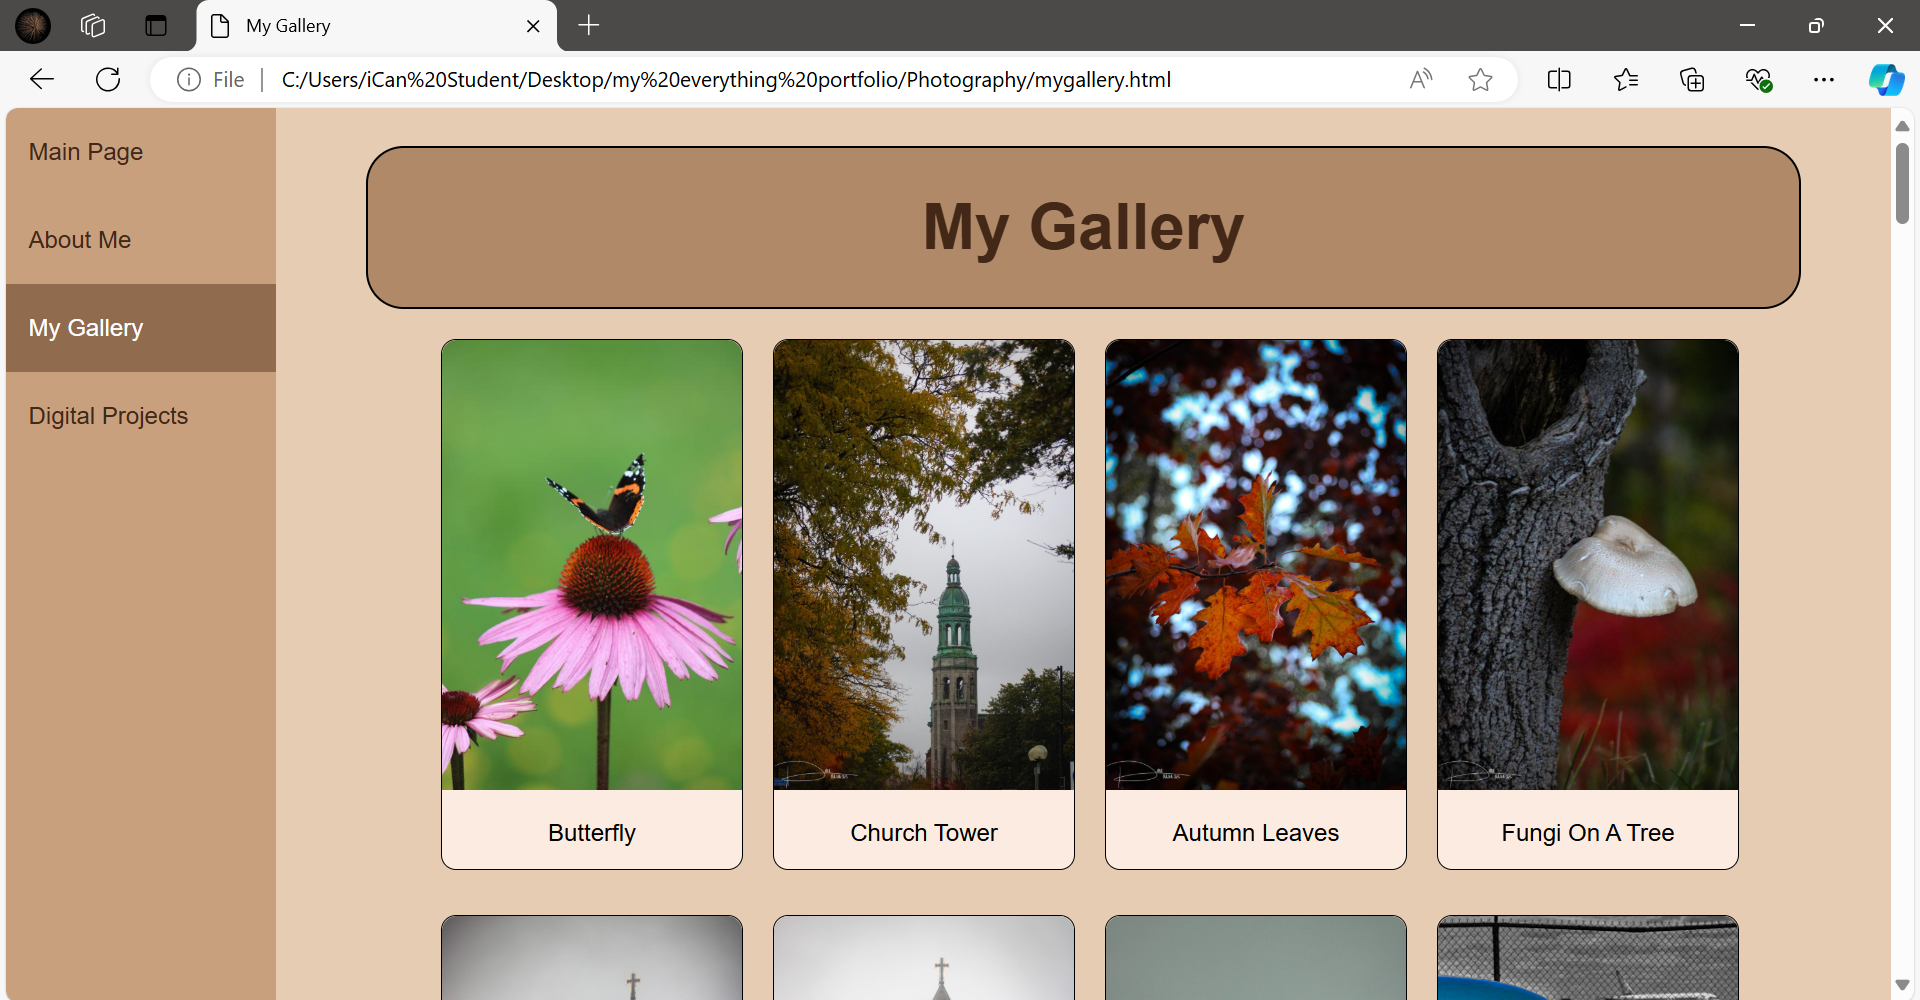 My Gallery
File
C:/Users/iCan%20Student/Desktop/my%20everything%20portfolio/Photography/mygallery.html
Main Page
About Me
My Gallery
Digital Projects
My Gallery
Butterfly
Church Tower
Autumn Leaves
Fungi On A Tree